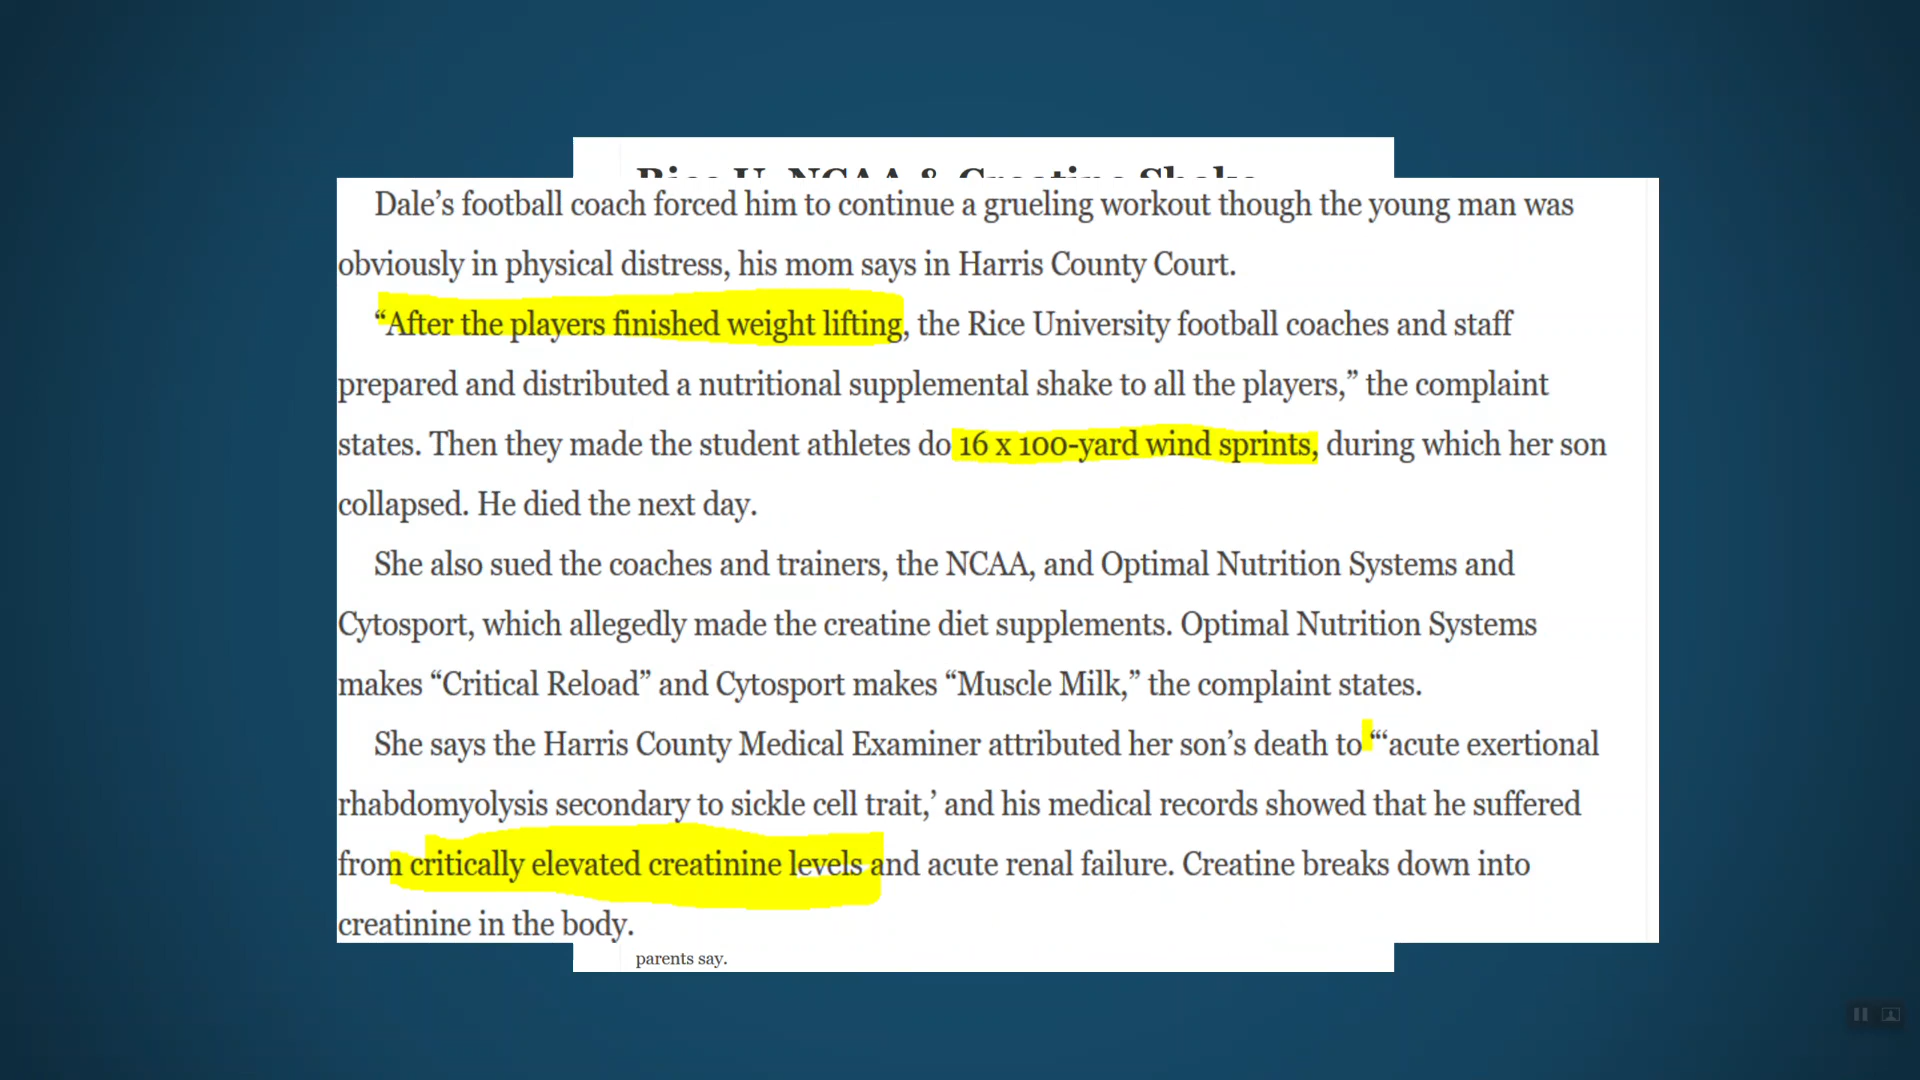 Rice U, NCAA & Creatine Shake
Dale’s football coach forced him to continue a grueling workout though the young man was
obviously in physical distress, his mom says in Harris County Court.
“After the players finished weight lifting, the Rice University football coaches and staff
prepared and distributed a nutritional supplemental shake to all the players,” the complaint
states. Then they made the student athletes do 16 x 100-yard wind sprints, during which her son
collapsed. He died the next day.
She also sued the coaches and trainers, the NCAA, and Optimal Nutrition Systems and
Cytosport, which allegedly made the creatine diet supplements. Optimal Nutrition Systems
makes “Critical Reload” and Cytosport makes “Muscle Milk,” the complaint states.
She says the Harris County Medical Examiner attributed her son’s death to “‘acute exertional
rhabdomyolysis secondary to sickle cell trait,’ and his medical records showed that he suffered
from critically elevated creatinine levels and acute renal failure. Creatine breaks down into
creatinine in the body.
parents say.